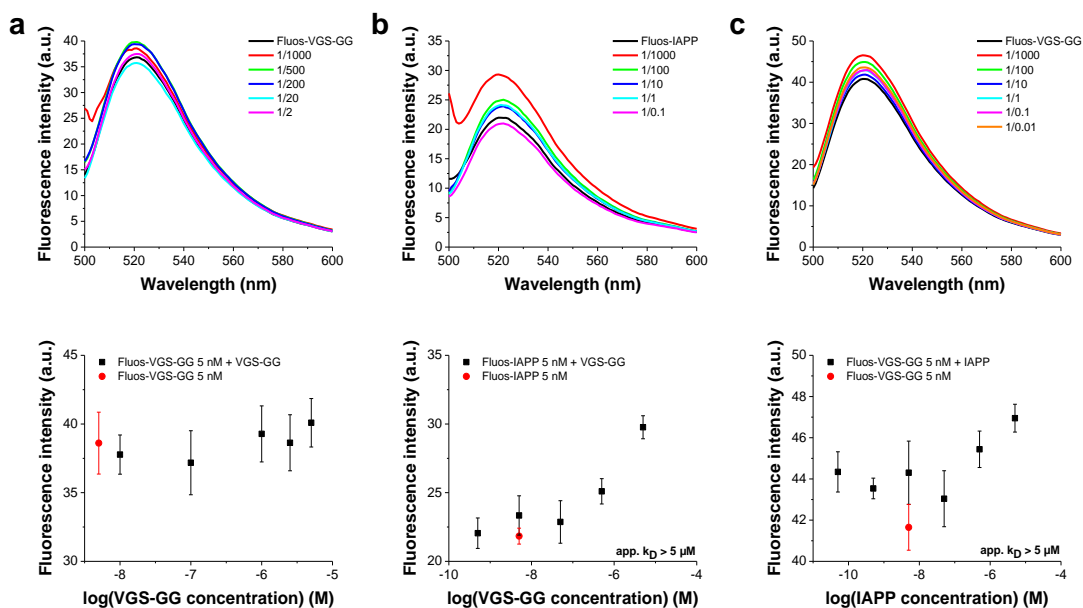 a
Fluorescence intensity (a.u.)
40
35
30
25
20
15
10
5
0
500 520 540 560 580 600
Wavelength (nm)
Fluos-VGS-GG
1/1000
1/500
1/200
1/20
1/2
b
Fluorescence intensity (a.u.)
35
30
25
20
15
10
5
0
500 520 540 560 580 600
Wavelength (nm)
Fluos-IAPP
1/1000
1/100
1/10
1/1
1/0.1
c
Fluorescence intensity (a.u.)
50
40
30
20
10
0
500 520 540 560 580 600
Wavelength (nm)
Fluos-VGS-GG
1/1000
1/100
1/10
1/1
1/0.1
1/0.01
Fluorescence intensity (a.u.)
45
40
35
30
-8 -7 -6 -5
log(VGS-GG concentration) (M)
Fluos-VGS-GG 5 nM + VGS-GG
Fluos-VGS-GG 5 nM
Fluorescence intensity (a.u.)
35
30
25
20
-10 -8 -6 -4
log(VGS-GG concentration) (M)
Fluos-IAPP 5 nM + VGS-GG
Fluos-IAPP 5 nM
app. kD > 5 µM
Fluorescence intensity (a.u.)
50
48
46
44
42
40
-10 -8 -6 -4
log(IAPP concentration) (M)
Fluos-VGS-GG 5 nM + IAPP
Fluos-VGS-GG 5 nM
app. kD > 5 µM